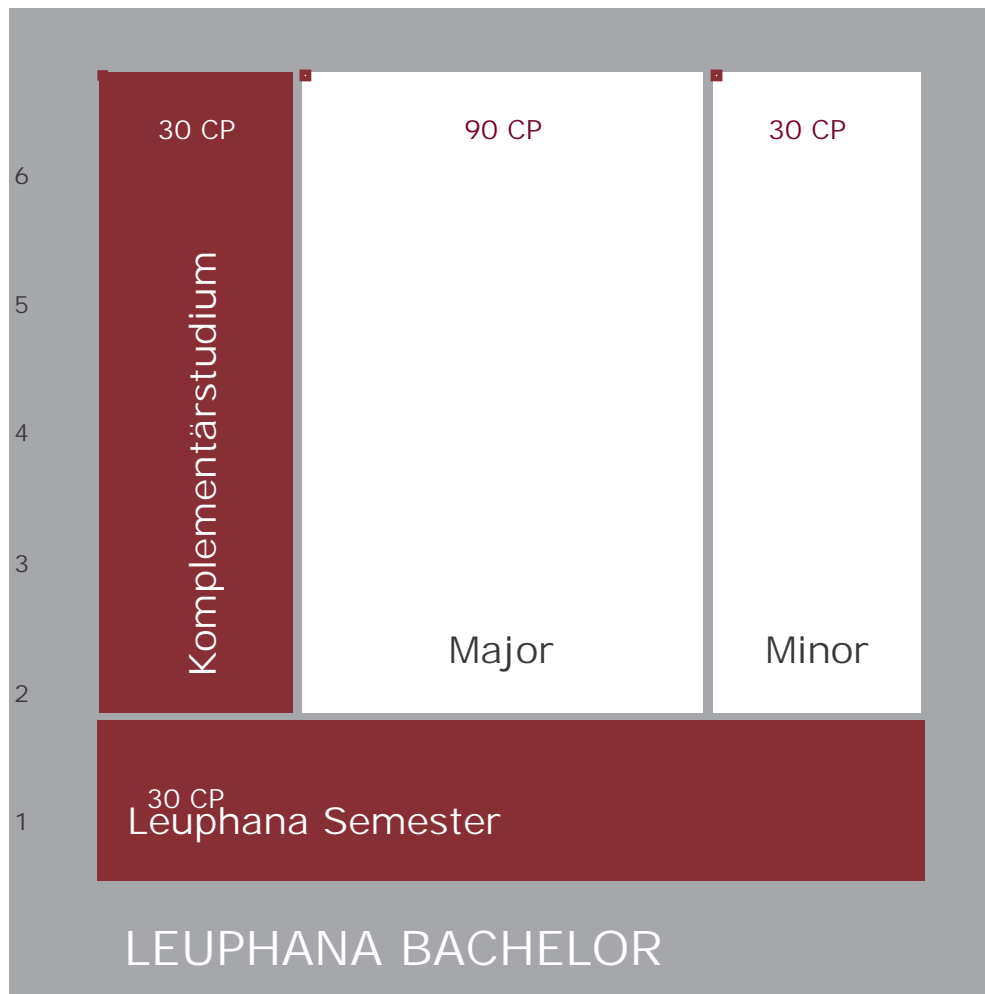 30 CP
90 CP
30 CP
6
5
4
3
2
1
Komplementärstudium
Major
Minor
30 CP
Leuphana Semester
LEUPHANA BACHELOR